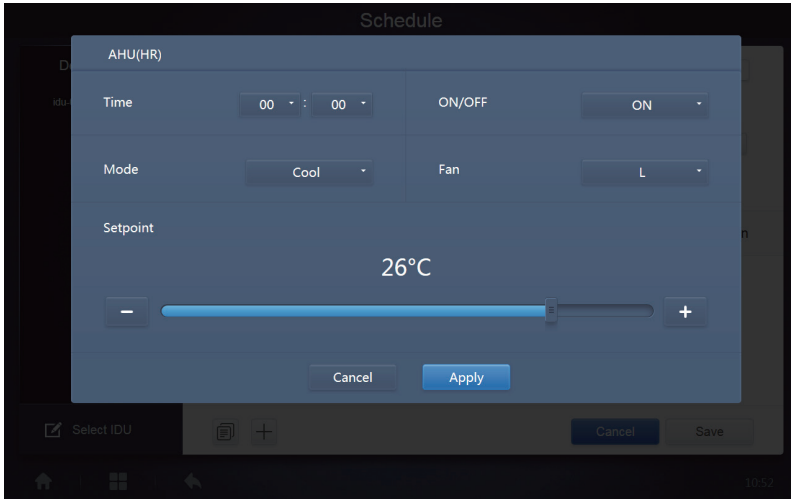 Schedule
AHU(HR)
Time 00 : 00 ON/OFF ON
Mode Cool Fan L
Setpoint
26°C
− +
Cancel Apply
Select IDU Cancel Save
10:52